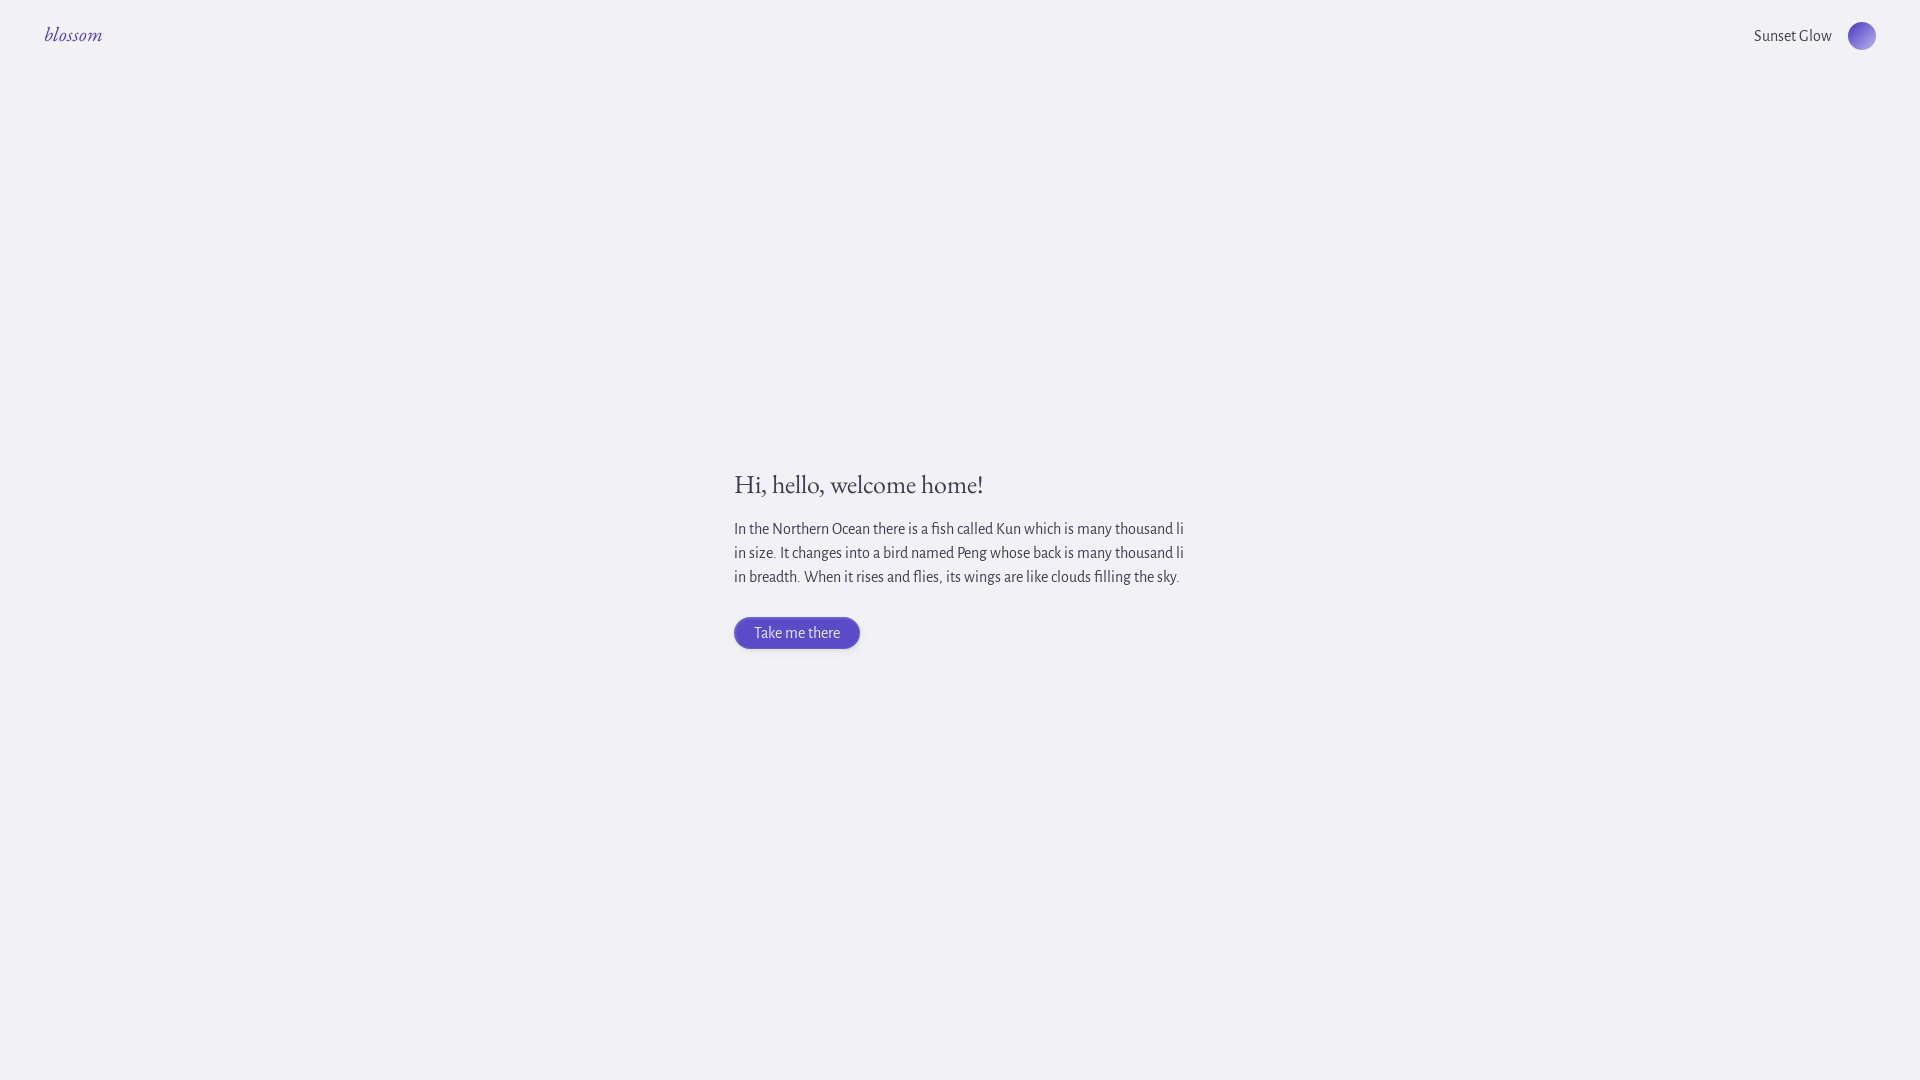 blossom
Sunset Glow
Hi, hello, welcome home!
In the Northern Ocean there is a fish called Kun which is many thousand li
in size. It changes into a bird named Peng whose back is many thousand li
in breadth. When it rises and flies, its wings are like clouds filling the sky.
Take me there